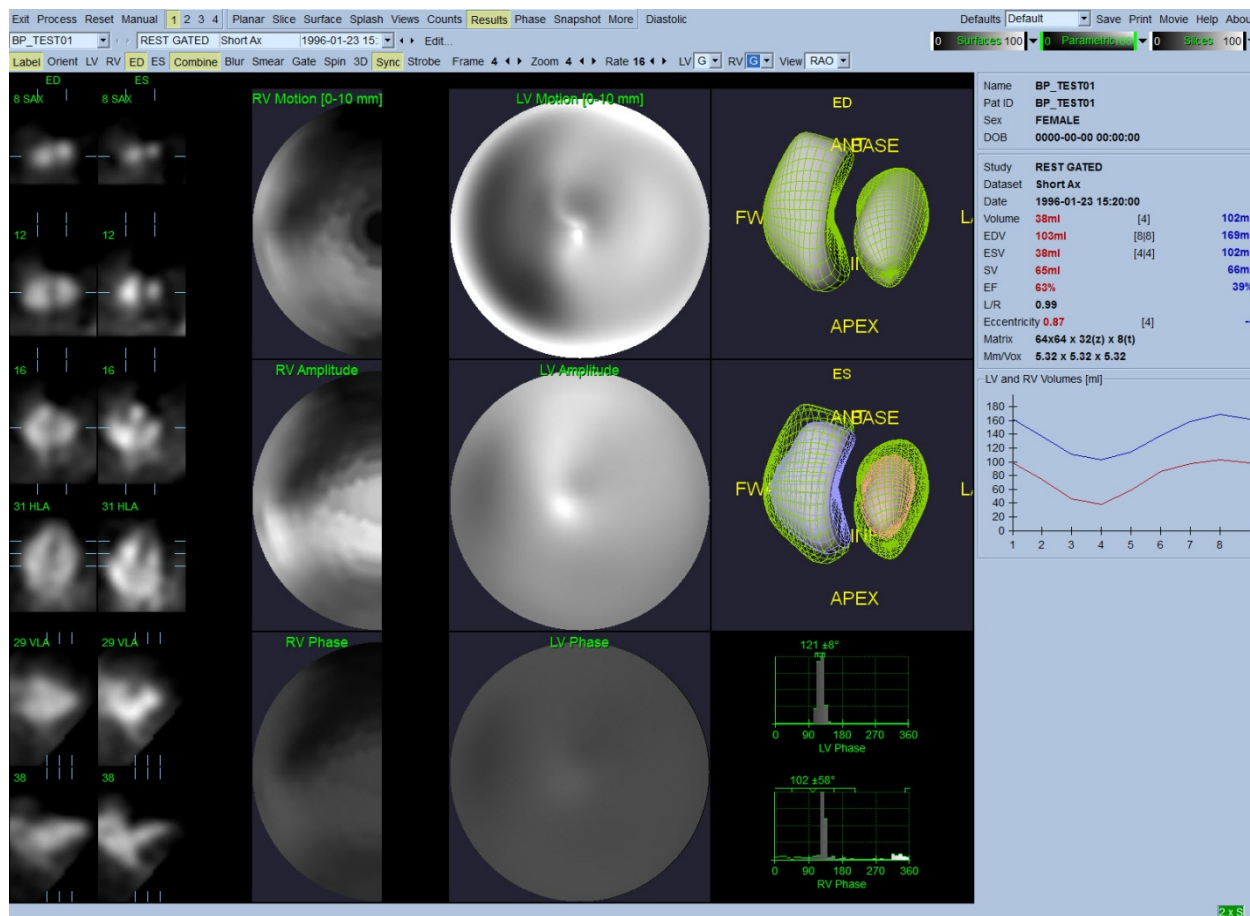 Exit Process Reset Manual 1 2 3 4 Planar Slice Surface Splash Views Counts Results Phase Snapshot More Diastolic Defaults Default Save Print Movie Help Abou
BP_TEST01 REST GATED Short Ax 1996-01-23 15: Edit... 0 Surfaces 100 0 Parametric 0 Slices 100
Label Orient LV RV ED ES Combine Blur Smear Gate Spin 3D Sync Strobe Frame 4 Zoom 4 Rate 16 LV G RV G View RAO
ED ES
8 SAX
12
16 16
31 HLA 31
29 VLA 29 VLA
38 38
RV Motion [0-10 mm] LV Motion [0-10 mm] ED
ANT BASE
FW
LA
APEX
RV Amplitude LV Amplitude ES
ANT BASE
FW
LA
APEX
RV Phase LV Phase
121 ±8°
0 90 180 270 360
LV Phase
102 ±58°
0 90 180 270 360
RV Phase
Name BP_TEST01
Pat ID BP_TEST01
Sex FEMALE
DOB 0000-00-00 00:00:00
Study REST GATED
Dataset Short Ax
Date 1996-01-23 15:20:00
Volume 38ml [4] 102m
EDV 103ml [8|8] 169m
ESV 38ml [4|4] 102m
SV 65ml 66m
EF 63% 39%
L/R 0.99
Eccentricity 0.87 [4] --
Matrix 64x64 x 32(z) x 8(t)
Mm/Vox 5.32 x 5.32 x 5.32
LV and RV Volumes [ml]
180
160
140
120
100
80
60
40
20
0
1 2 3 4 5 6 7 8
2 x S